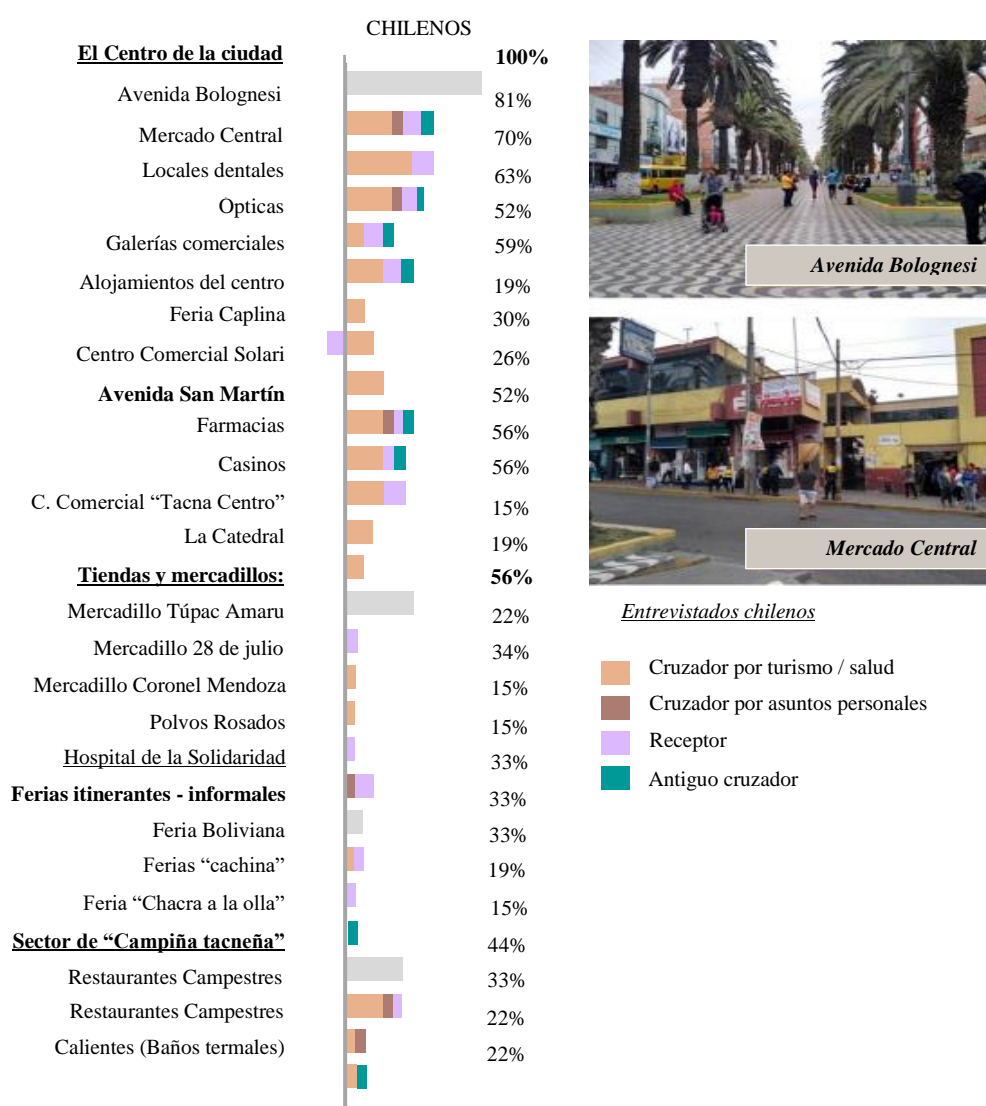 CHILENOS
El Centro de la ciudad 100%
Avenida Bolognesi 81%
Mercado Central 70%
Locales dentales 63%
Opticas 52%
Galerías comerciales 59%
Alojamientos del centro 19%
Feria Caplina 30%
Centro Comercial Solari 26%
Avenida San Martín 52%
Farmacias 56%
Casinos 56%
C. Comercial “Tacna Centro” 15%
La Catedral 19%
Tiendas y mercadillos: 56%
Mercadillo Túpac Amaru 22%
Mercadillo 28 de julio 34%
Mercadillo Coronel Mendoza 15%
Polvos Rosados 15%
Hospital de la Solidaridad 33%
Ferias itinerantes - informales 33%
Feria Boliviana 33%
Ferias “cachina” 19%
Feria “Chacra a la olla” 15%
Sector de “Campiña tacneña” 44%
Restaurantes Campestres 33%
Restaurantes Campestres 22%
Calientes (Baños termales) 22%
Avenida Bolognesi
Mercado Central
Entrevistados chilenos
Cruzador por turismo / salud
Cruzador por asuntos personales
Receptor
Antiguo cruzador